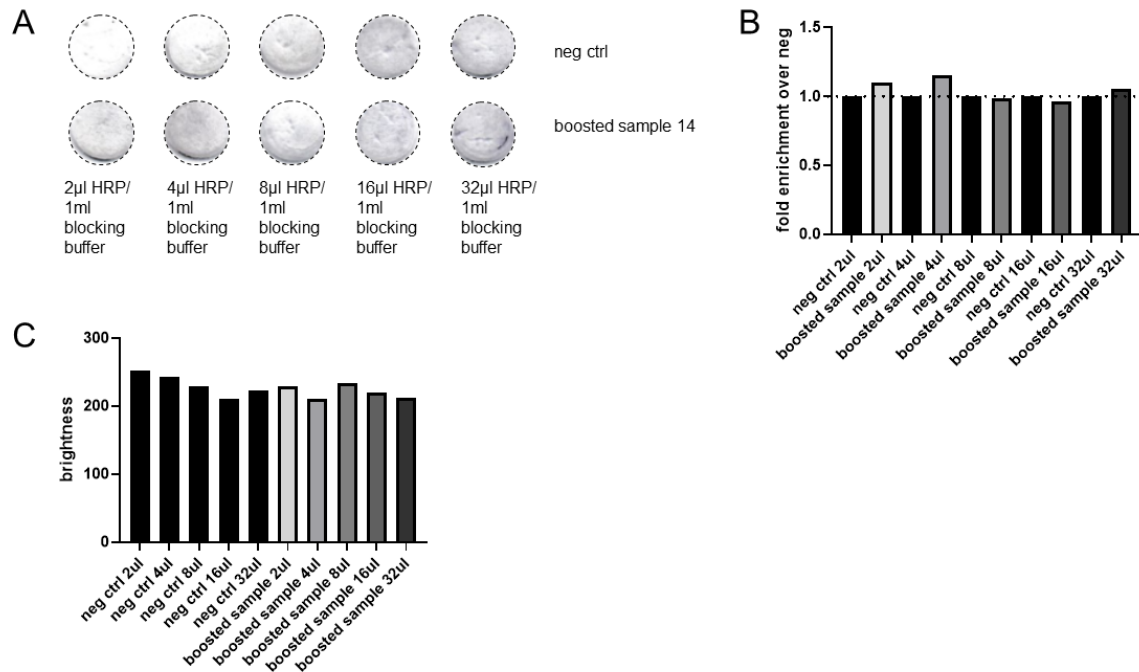 A
neg ctrl
boosted sample 14
2µl HRP/
1ml
blocking
buffer
4µl HRP/
1ml
blocking
buffer
8µl HRP/
1ml
blocking
buffer
16µl HRP/
1ml
blocking
buffer
32µl HRP/
1ml
blocking
buffer
B
fold enrichment over neg
1.5
1.0
0.5
0.0
neg ctrl 2ul
boosted sample 2ul
neg ctrl 4ul
boosted sample 4ul
neg ctrl 8ul
boosted sample 8ul
neg ctrl 16ul
boosted sample 16ul
neg ctrl 32ul
boosted sample 32ul
C
brightness
300
200
100
0
neg ctrl 2ul
neg ctrl 4ul
neg ctrl 8ul
neg ctrl 16ul
neg ctrl 32ul
boosted sample 2ul
boosted sample 4ul
boosted sample 8ul
boosted sample 16ul
boosted sample 32ul